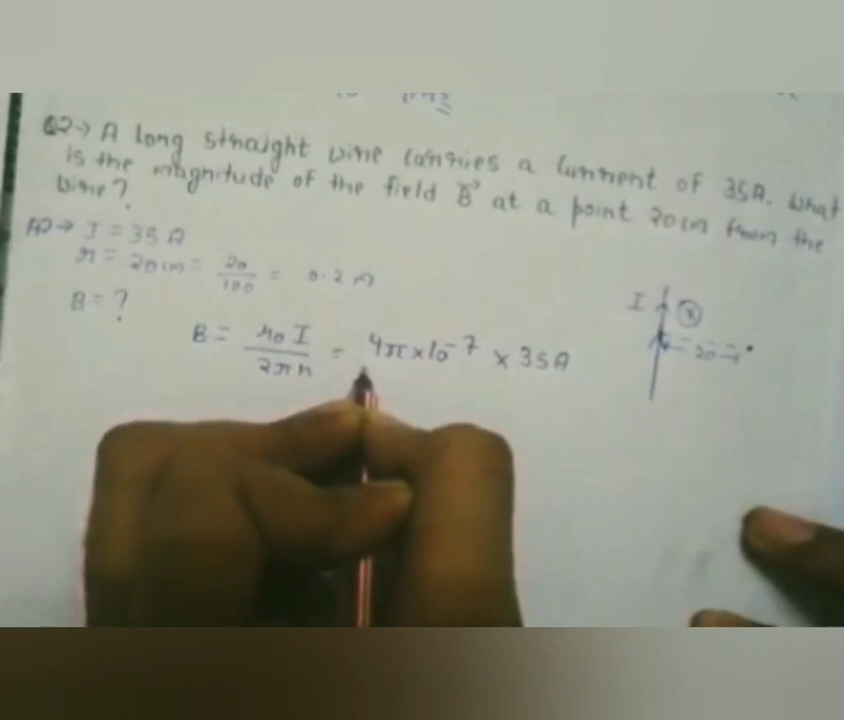 Q2→ A long straight wire carries a current of 35A. What
is the magnitude of the field B⃗ at a point 20cm from the
wire?
A2→ I = 35A
r = 20cm = 20/100 = 0.2 m
B = ?
I
B = μ0 I / 2πr = 4π×10⁻⁷ × 35A
20